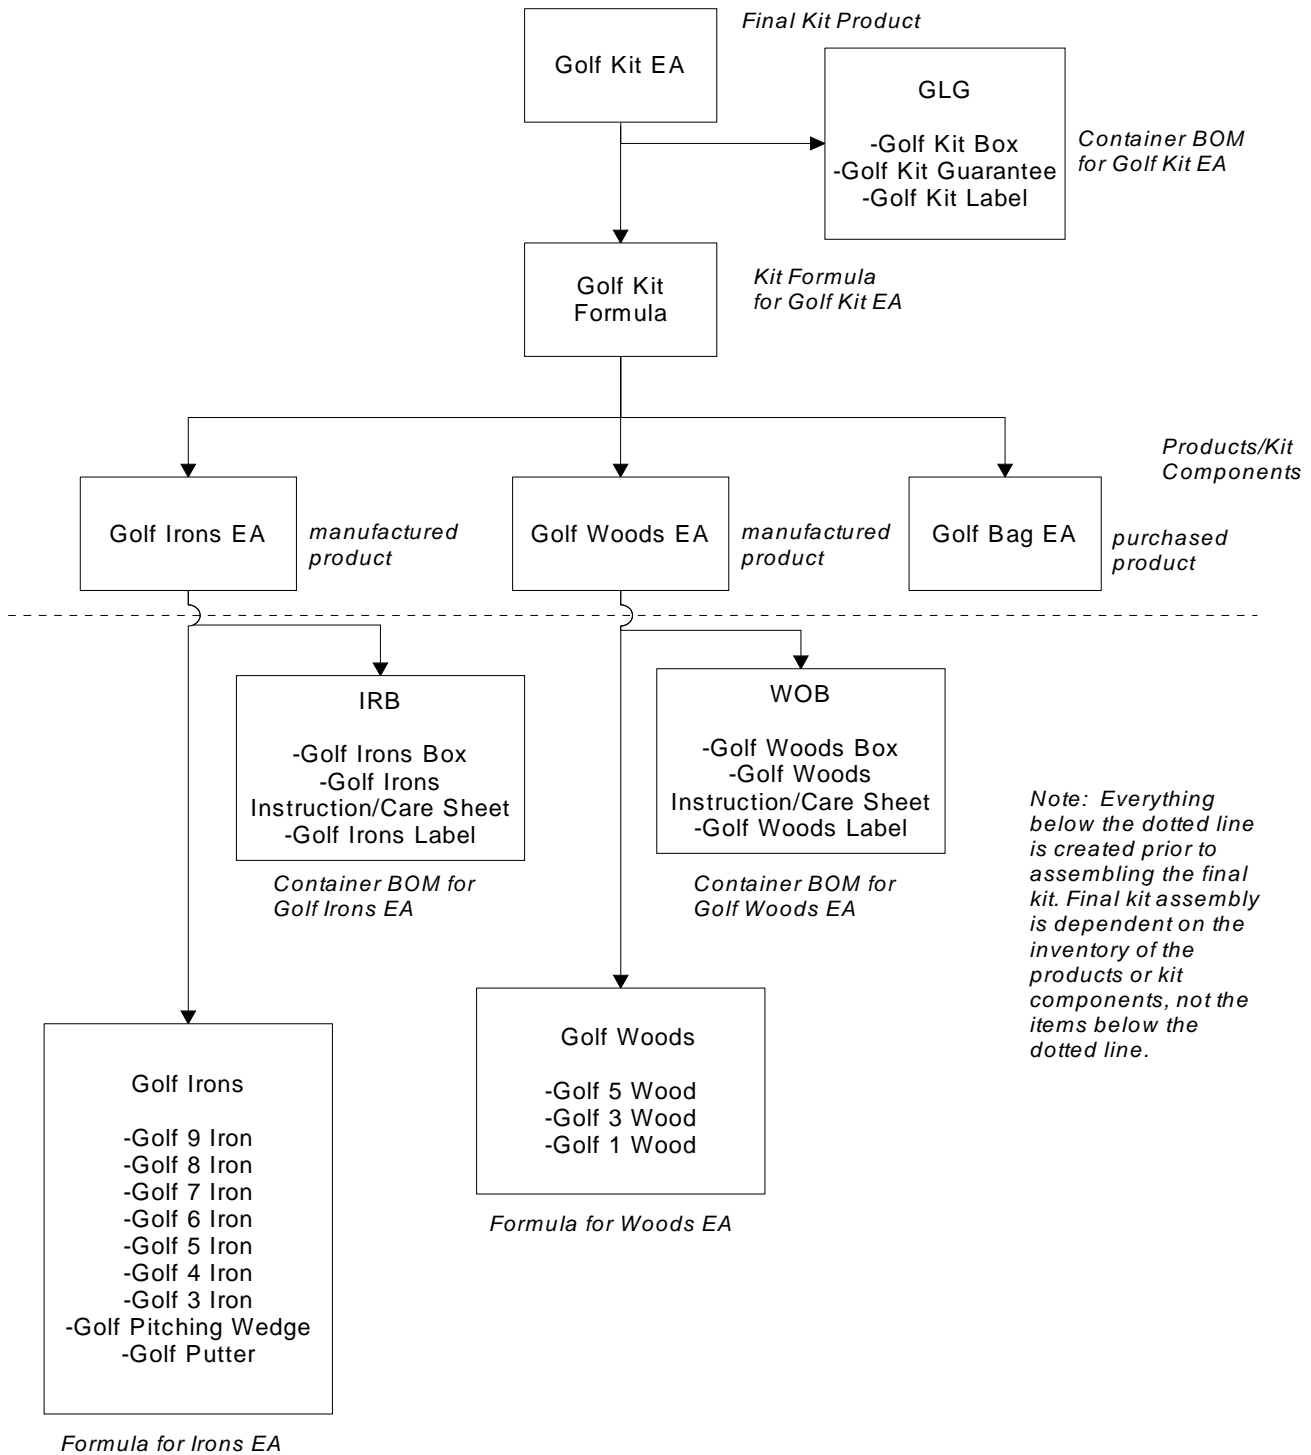 Final Kit Product
Golf Kit EA
GLG
-Golf Kit Box
-Golf Kit Guarantee
-Golf Kit Label
Container BOM
for Golf Kit EA
Golf Kit
Formula
Kit Formula
for Golf Kit EA
Products/Kit
Components
Golf Irons EA
manufactured
product
Golf Woods EA
manufactured
product
Golf Bag EA
purchased
product
IRB
-Golf Irons Box
-Golf Irons
Instruction/Care Sheet
-Golf Irons Label
Container BOM for
Golf Irons EA
WOB
-Golf Woods Box
-Golf Woods
Instruction/Care Sheet
-Golf Woods Label
Container BOM for
Golf Woods EA
Note: Everything
below the dotted line
is created prior to
assembling the final
kit. Final kit assembly
is dependent on the
inventory of the
products or kit
components, not the
items below the
dotted line.
Golf Woods
-Golf 5 Wood
-Golf 3 Wood
-Golf 1 Wood
Formula for Woods EA
Golf Irons
-Golf 9 Iron
-Golf 8 Iron
-Golf 7 Iron
-Golf 6 Iron
-Golf 5 Iron
-Golf 4 Iron
-Golf 3 Iron
-Golf Pitching Wedge
-Golf Putter
Formula for Irons EA